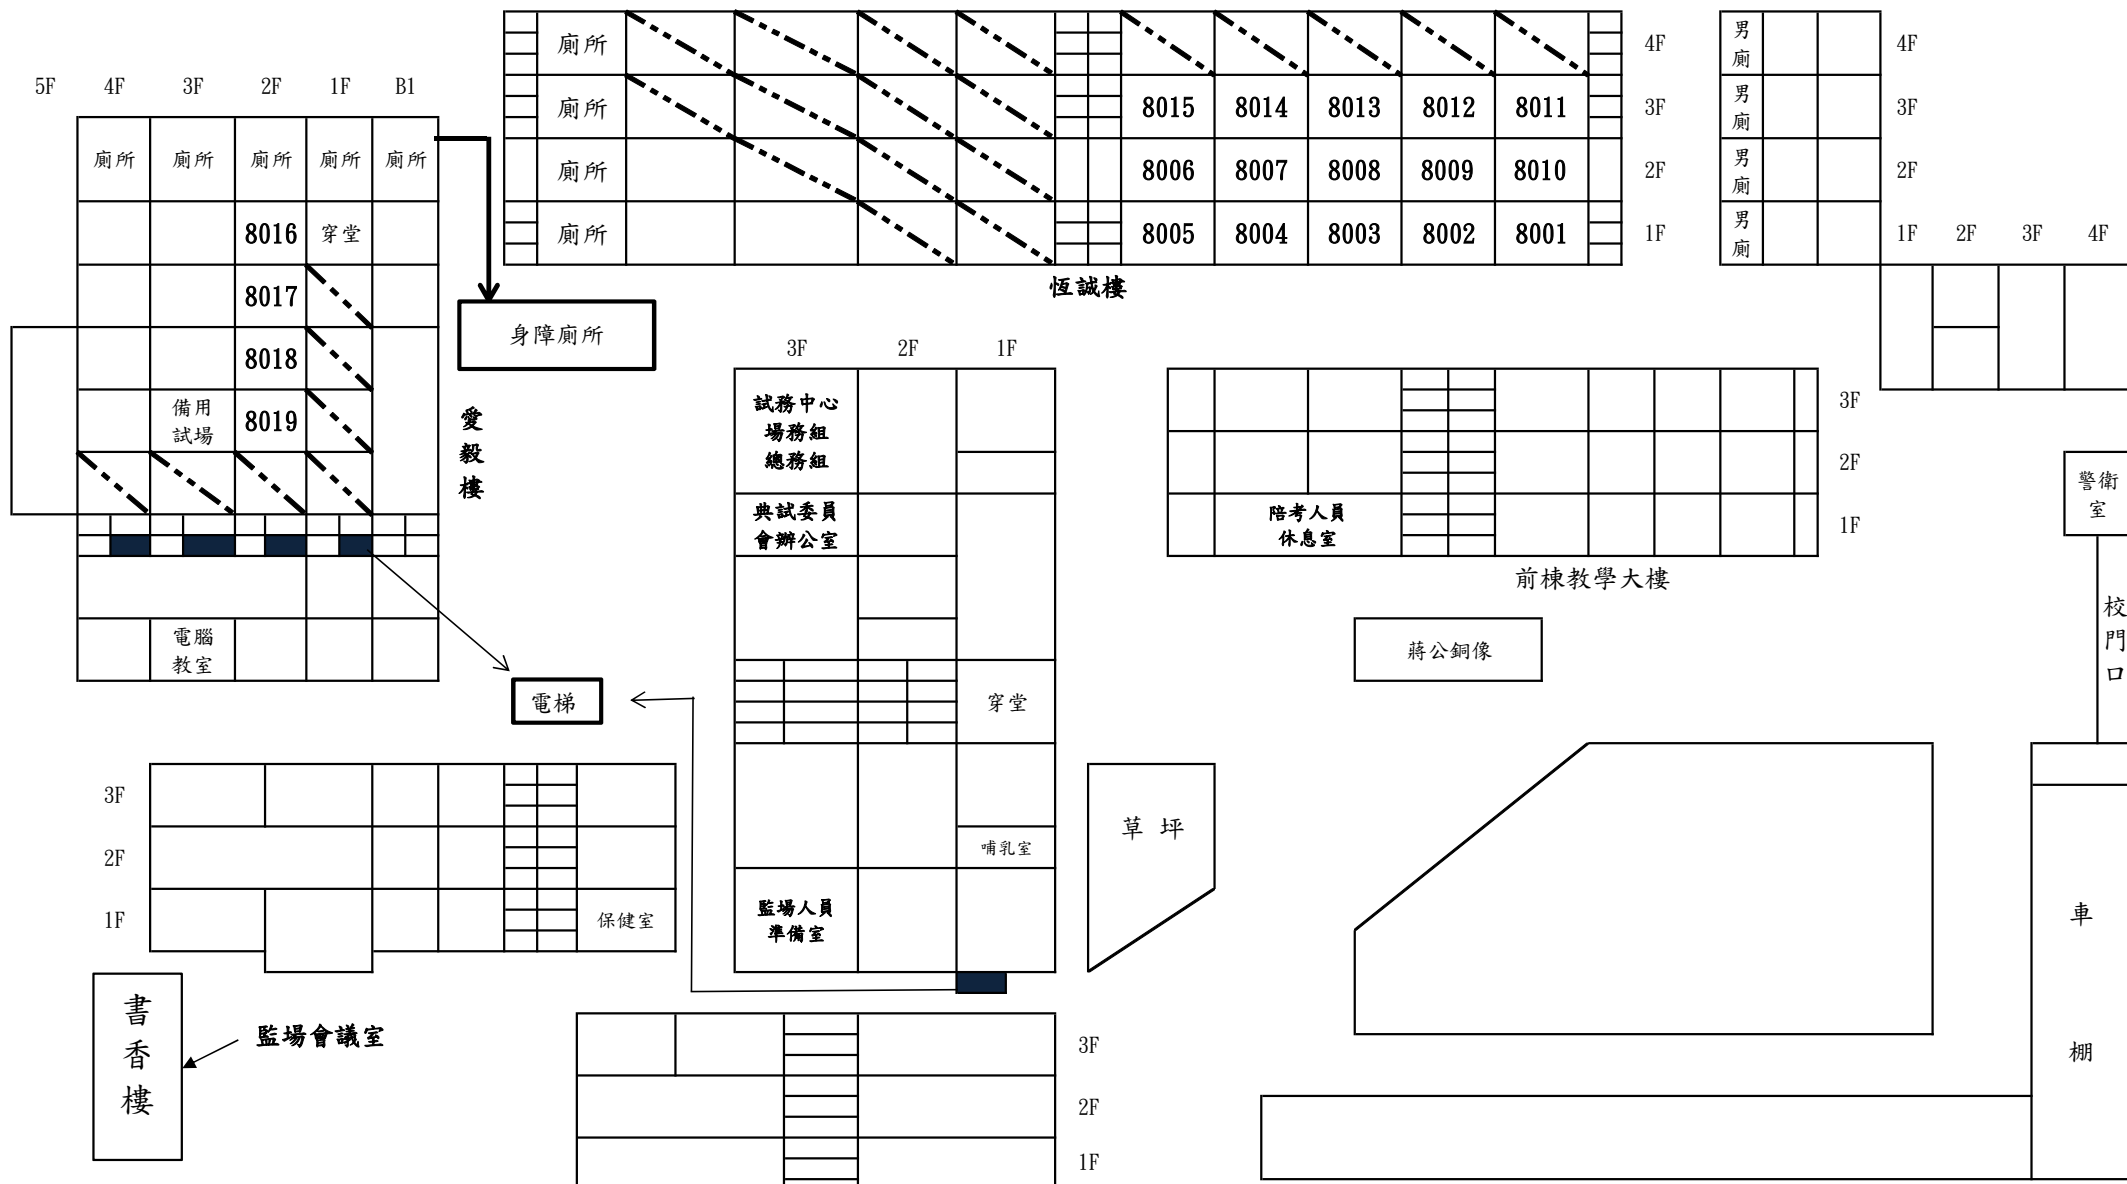 廁所
4F
廁所
8015 8014 8013 8012 8011
3F
廁所
8006 8007 8008 8009 8010
2F
廁所
8005 8004 8003 8002 8001
1F
恆誠樓
男廁
4F
男廁
3F
男廁
2F
男廁
1F 2F 3F 4F
5F 4F 3F 2F 1F B1
廁所 廁所 廁所 廁所 廁所
8016 穿堂
8017
8018
備用
試場
8019
愛毅樓
身障廁所
電腦
教室
電梯
3F 2F 1F
試務中心
場務組
總務組
典試委員
會辦公室
穿堂
哺乳室
監場人員
準備室
3F
2F
陪考人員
休息室
1F
前棟教學大樓
警衛
室
校門口
蔣公銅像
草坪
車棚
3F
2F
1F
保健室
書香樓
監場會議室
3F
2F
1F